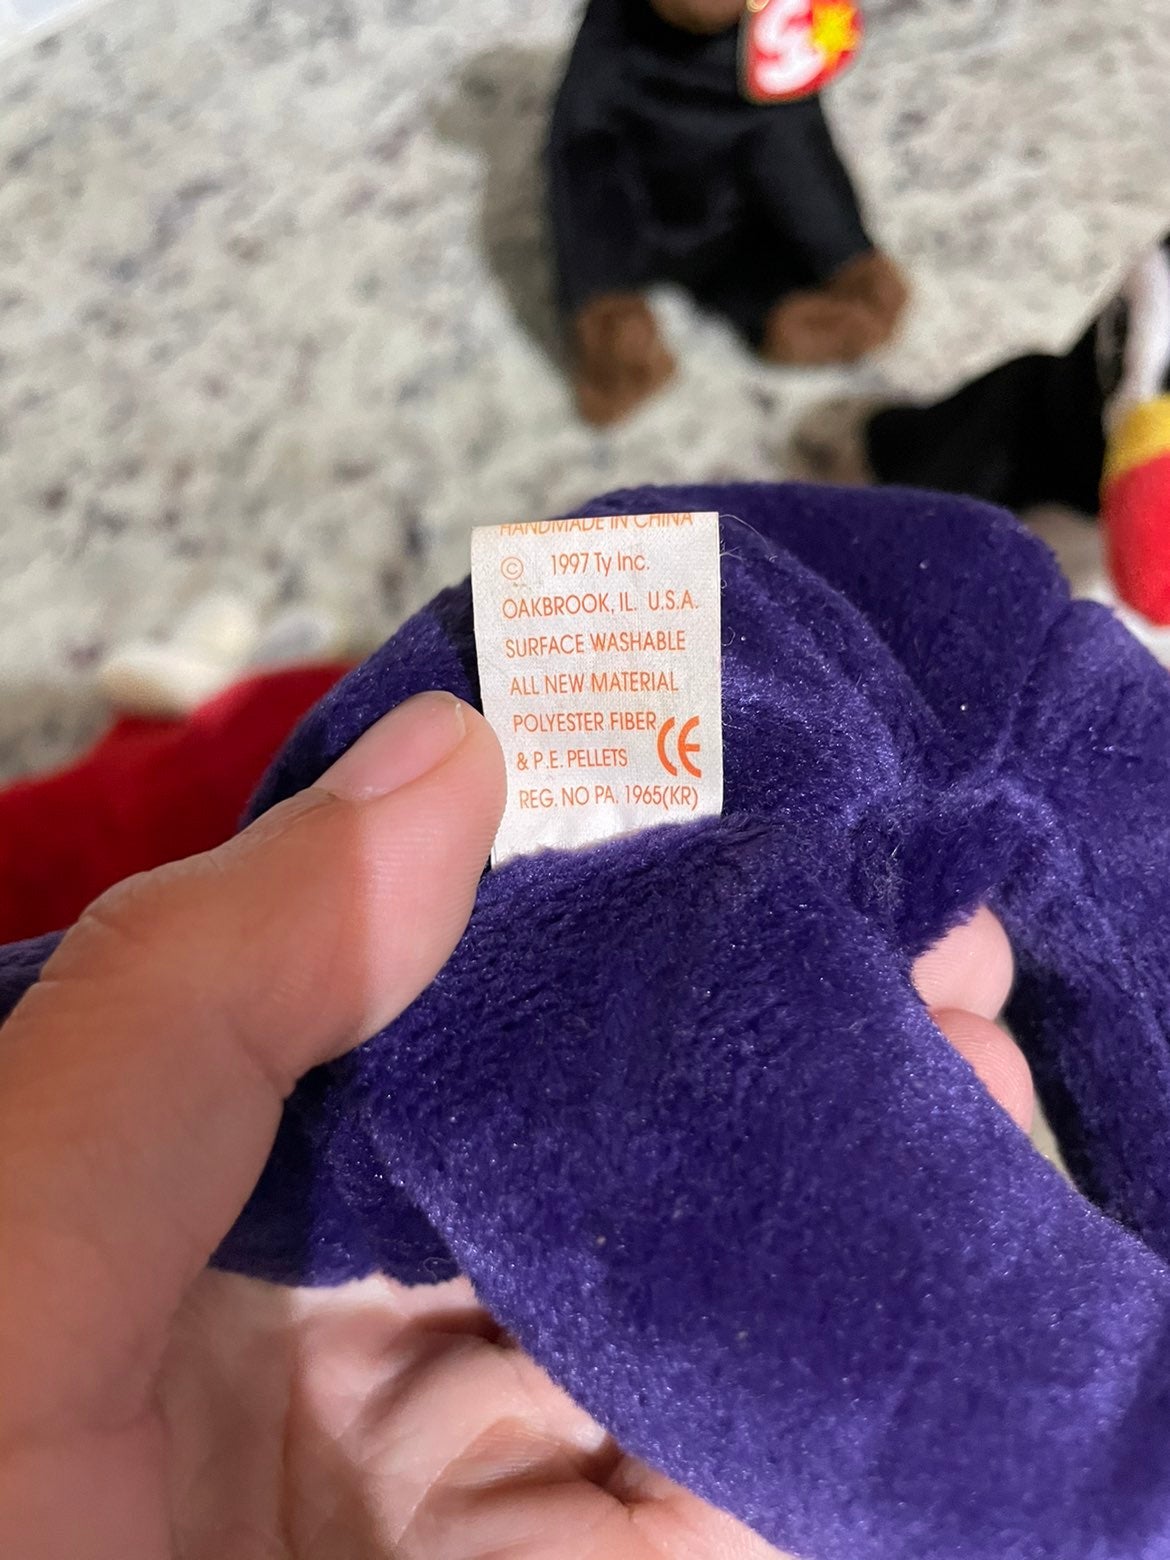 HANDMADE IN CHINA
© 1997 Ty Inc.
OAKBROOK, IL. U.S.A.
SURFACE WASHABLE
ALL NEW MATERIAL
POLYESTER FIBER
& P.E. PELLETS CE
REG. NO PA. 1965(KR)